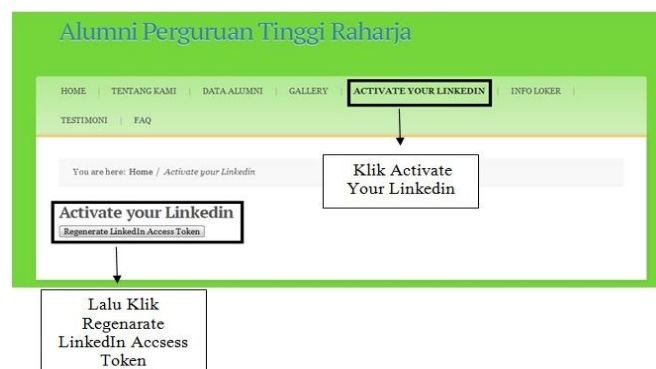 Alumni Perguruan Tinggi Raharja
HOME | TENTANG KAMI | DATA ALUMNI | GALLERY | ACTIVATE YOUR LINKEDIN | INFO LOKER |
TESTIMONI | FAQ
You are here: Home / Activate your Linkedin
Klik Activate
Your Linkedin
Activate your Linkedin
Regenerate LinkedIn Access Token
Lalu Klik
Regenarate
LinkedIn Accsess
Token